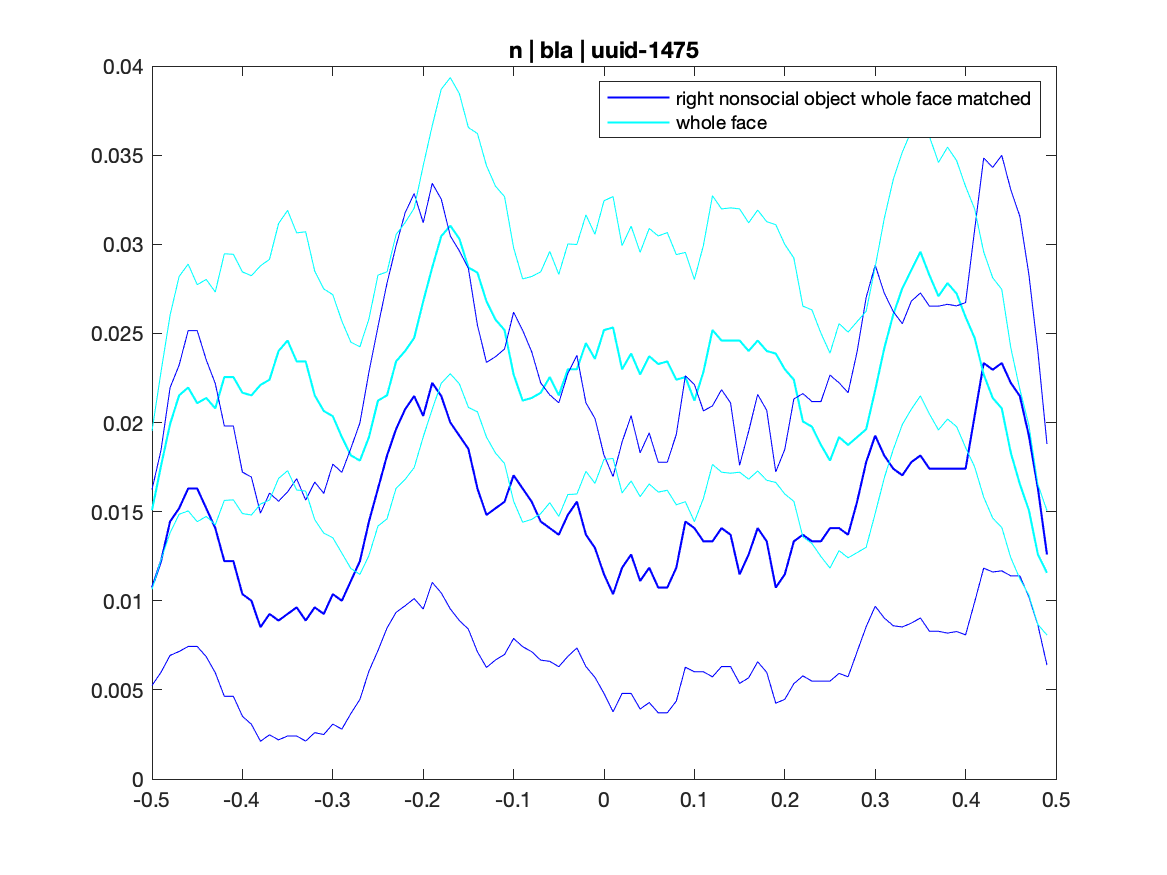 n | bla | uuid-1475
right nonsocial object whole face matched
whole face
0.04
0.035
0.03
0.025
0.02
0.015
0.01
0.005
0
-0.5 -0.4 -0.3 -0.2 -0.1 0 0.1 0.2 0.3 0.4 0.5